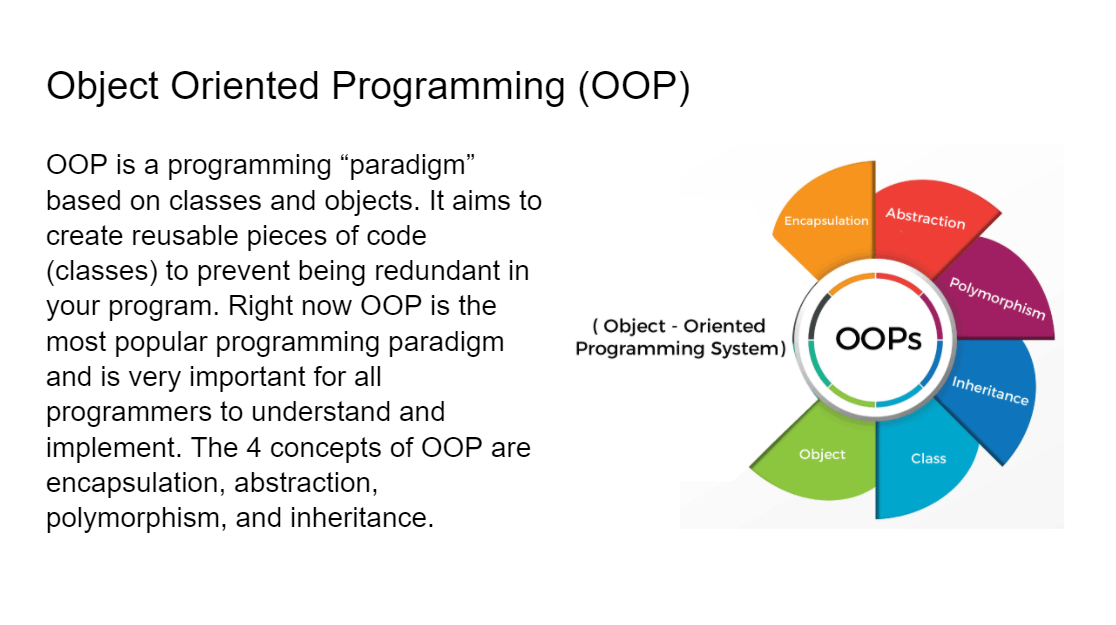 Object Oriented Programming (OOP)
OOP is a programming “paradigm”
based on classes and objects. It aims to
create reusable pieces of code
(classes) to prevent being redundant in
your program. Right now OOP is the
most popular programming paradigm
and is very important for all
programmers to understand and
implement. The 4 concepts of OOP are
encapsulation, abstraction,
polymorphism, and inheritance.
( Object - Oriented
Programming System)
OOPs
Encapsulation
Abstraction
Polymorphism
Inheritance
Class
Object